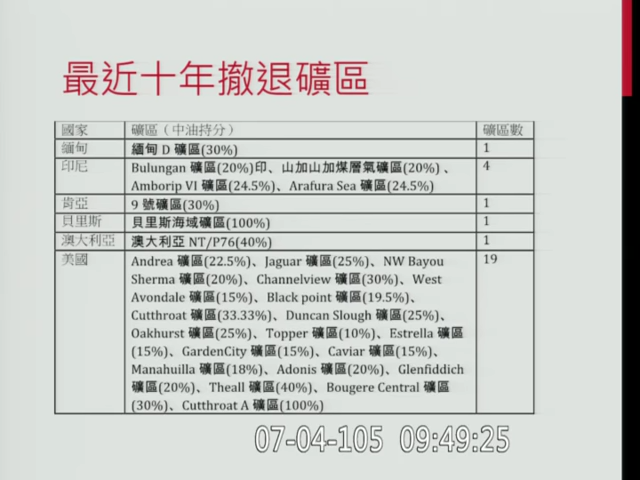 最近十年撤退礦區
國家 礦區（中油持分） 礦區數
緬甸 緬甸 D 礦區(30%) 1
印尼 Bulungan 礦區(20%)印、山加山加煤層氣礦區(20%) 、 4
Amborip VI 礦區(24.5%)、Arafura Sea 礦區(24.5%)
肯亞 9 號礦區(30%) 1
貝里斯 貝里斯海域礦區(100%) 1
澳大利亞 澳大利亞 NT/P76(40%) 1
美國 Andrea 礦區(22.5%)、Jaguar 礦區(25%)、NW Bayou 19
Sherma 礦區(20%)、Channelview 礦區(30%)、West
Avondale 礦區(15%)、Black point 礦區(19.5%)、
Cutthroat 礦區(33.33%)、Duncan Slough 礦區(25%)、
Oakhurst 礦區(25%)、Topper 礦區(10%)、Estrella 礦區
(15%)、GardenCity 礦區(15%)、Caviar 礦區(15%)、
Manahuilla 礦區(18%)、Adonis 礦區(20%)、Glenfiddich
礦區(20%)、Theall 礦區(40%)、Bougere Central 礦區
(30%)、Cutthroat A 礦區(100%)
07-04-105 09:49:25